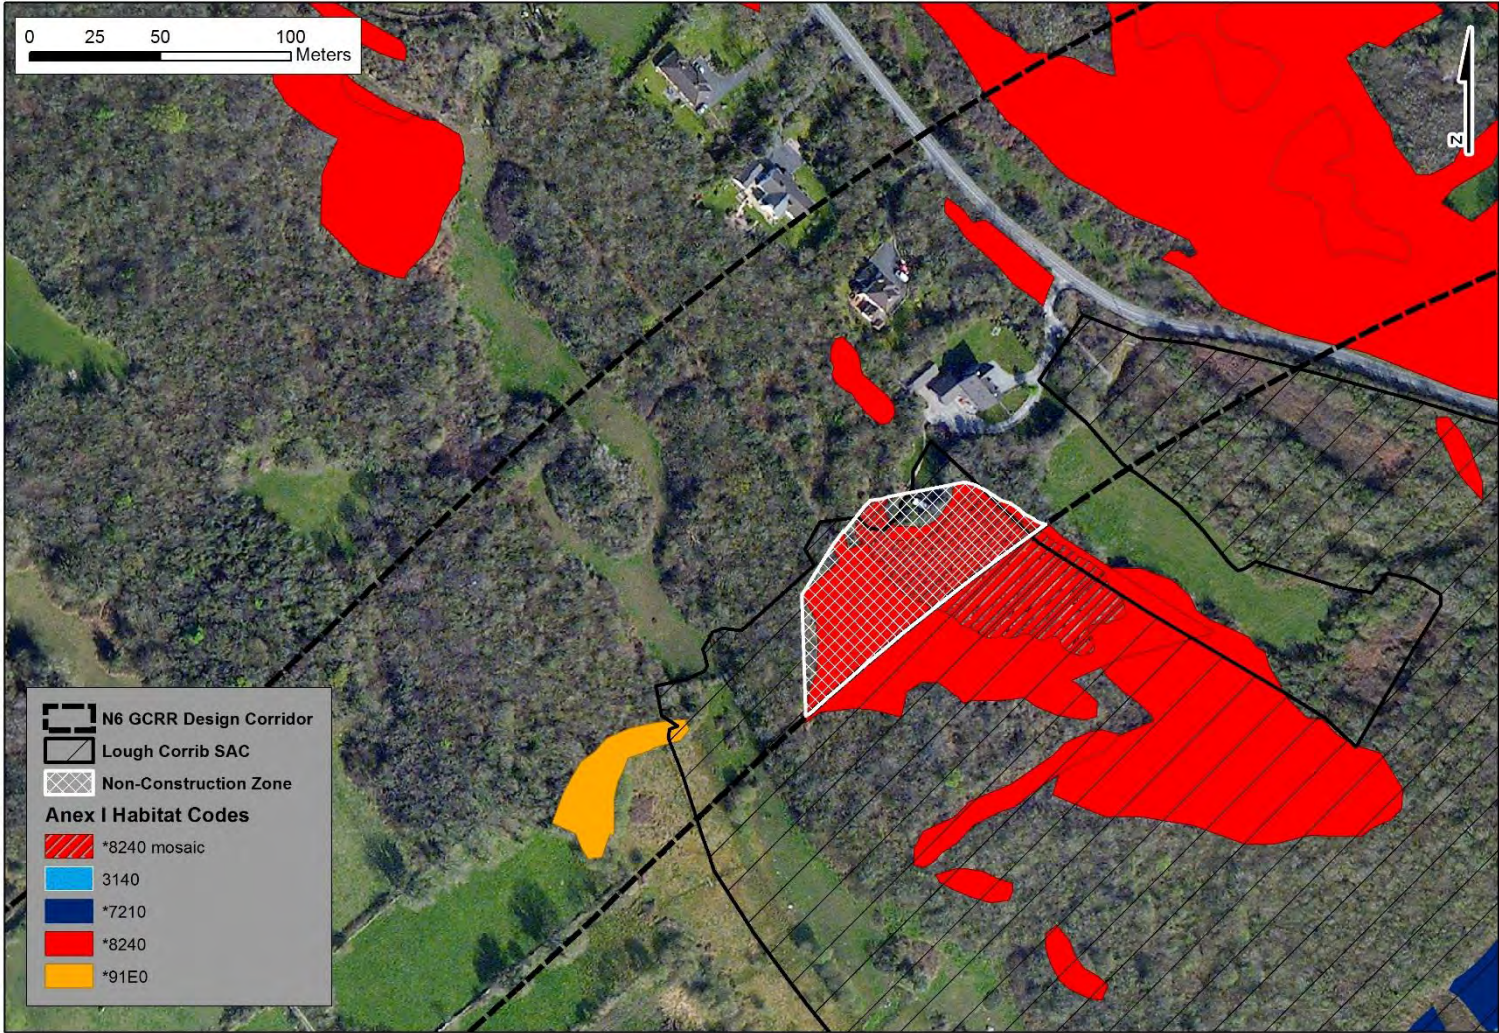 0 25 50 100
Meters
N
N6 GCRR Design Corridor
Lough Corrib SAC
Non-Construction Zone
Anex I Habitat Codes
*8240 mosaic
3140
*7210
*8240
*91E0